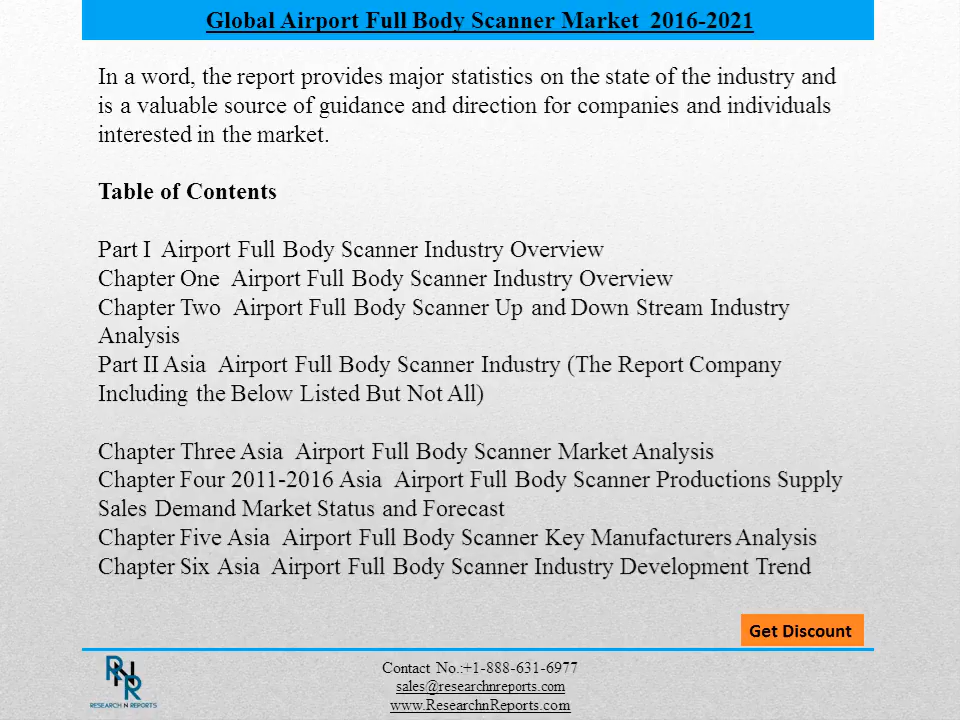 Global Airport Full Body Scanner Market  2016-2021
In a word, the report provides major statistics on the state of the industry and
is a valuable source of guidance and direction for companies and individuals
interested in the market.
Table of Contents
Part I  Airport Full Body Scanner Industry Overview
Chapter One  Airport Full Body Scanner Industry Overview
Chapter Two  Airport Full Body Scanner Up and Down Stream Industry
Analysis
Part II Asia  Airport Full Body Scanner Industry (The Report Company
Including the Below Listed But Not All)
Chapter Three Asia  Airport Full Body Scanner Market Analysis
Chapter Four 2011-2016 Asia  Airport Full Body Scanner Productions Supply
Sales Demand Market Status and Forecast
Chapter Five Asia  Airport Full Body Scanner Key Manufacturers Analysis
Chapter Six Asia  Airport Full Body Scanner Industry Development Trend
Get Discount
RNR
RESEARCH N REPORTS
Contact No.:+1-888-631-6977
sales@researchnreports.com
www.ResearchnReports.com